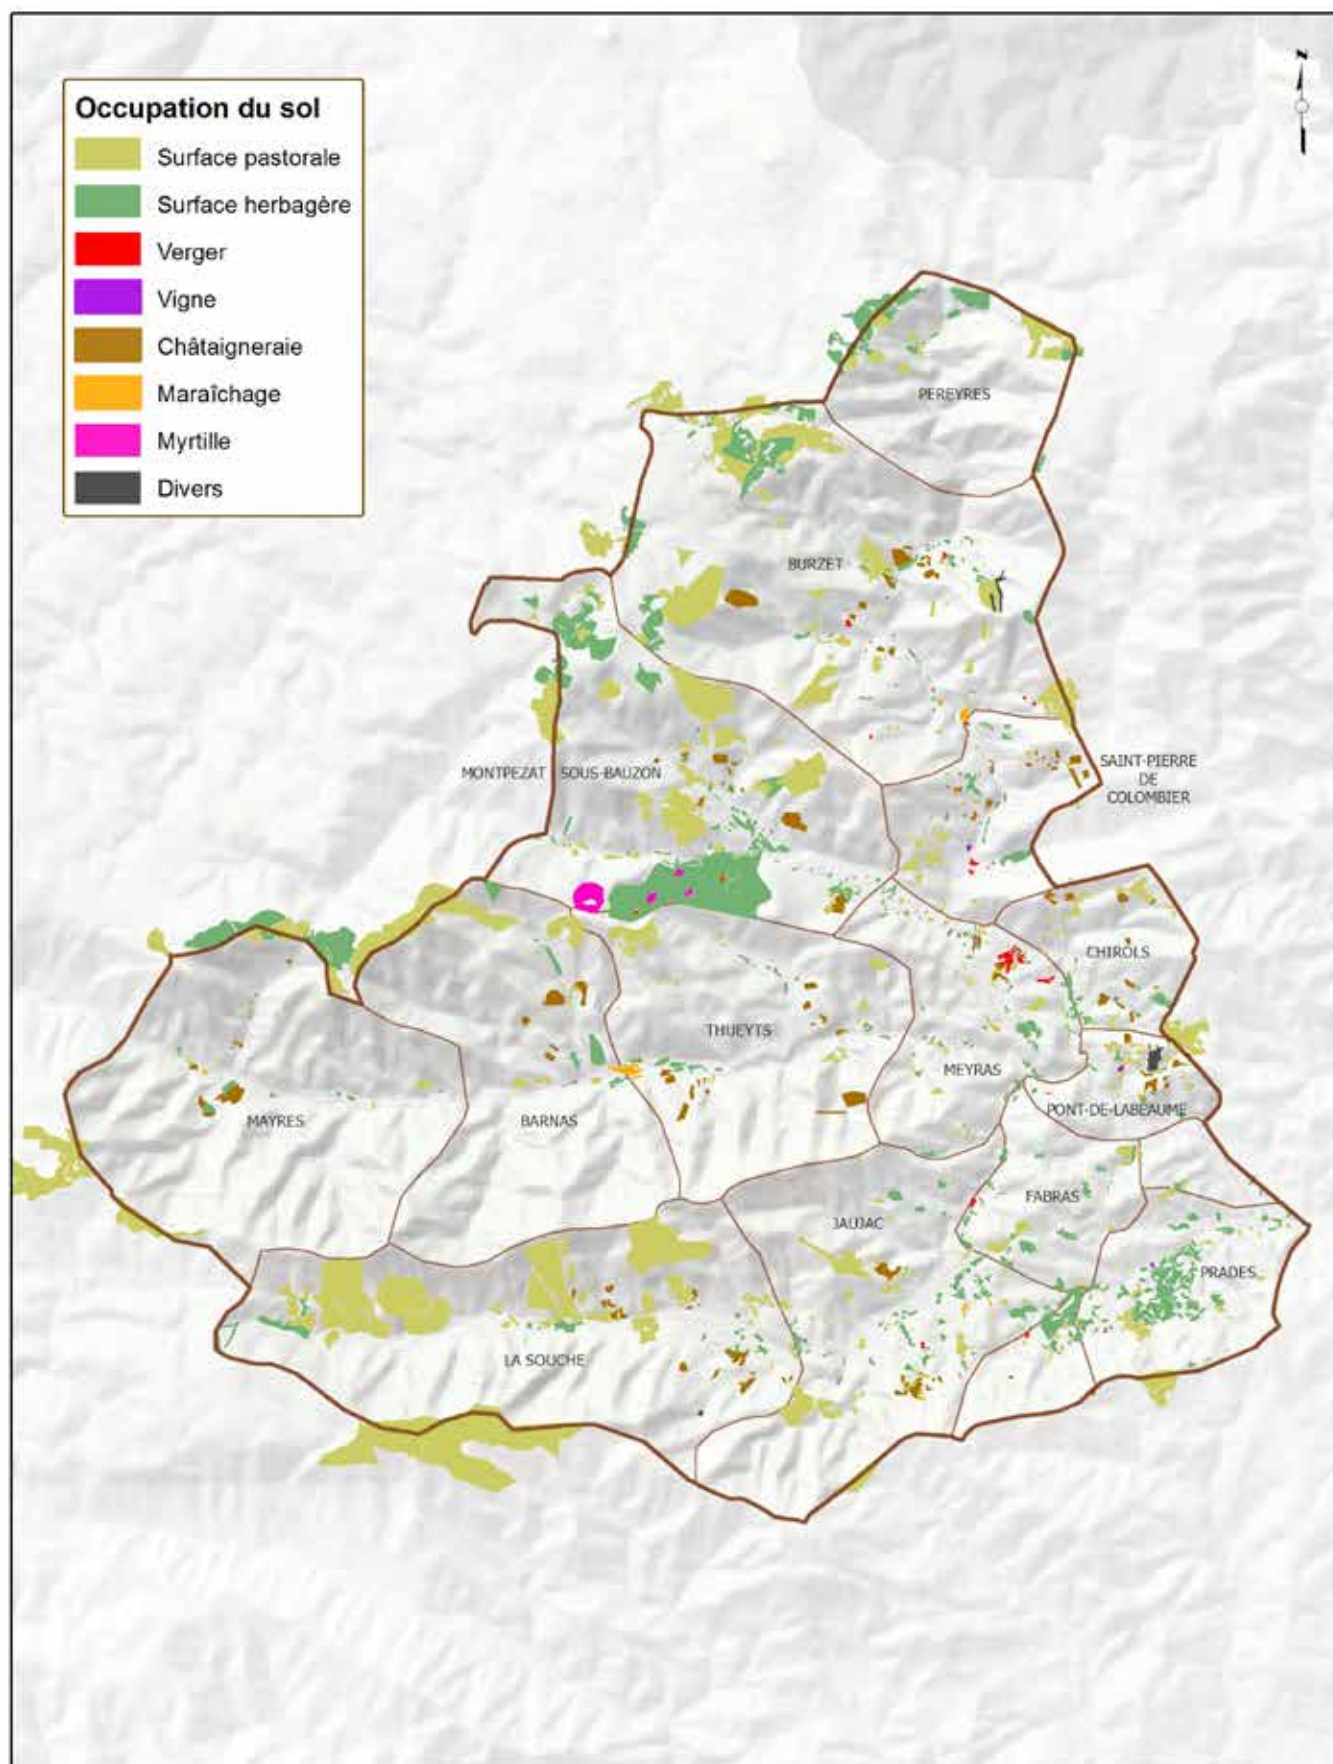 Occupation du sol
Surface pastorale
Surface herbagère
Verger
Vigne
Châtaigneraie
Maraîchage
Myrtille
Divers
N
PEREYRES
BURZET
MONTPEZAT SOUS-BAUZON
SAINT-PIERRE
DE
COLOMBIER
CHIROLS
THUEYTS
MEYRAS
PONT-DE-LABEAUME
MAYRES
BARNAS
FABRAS
JAUJAC
PRADES
LA SOUCHE